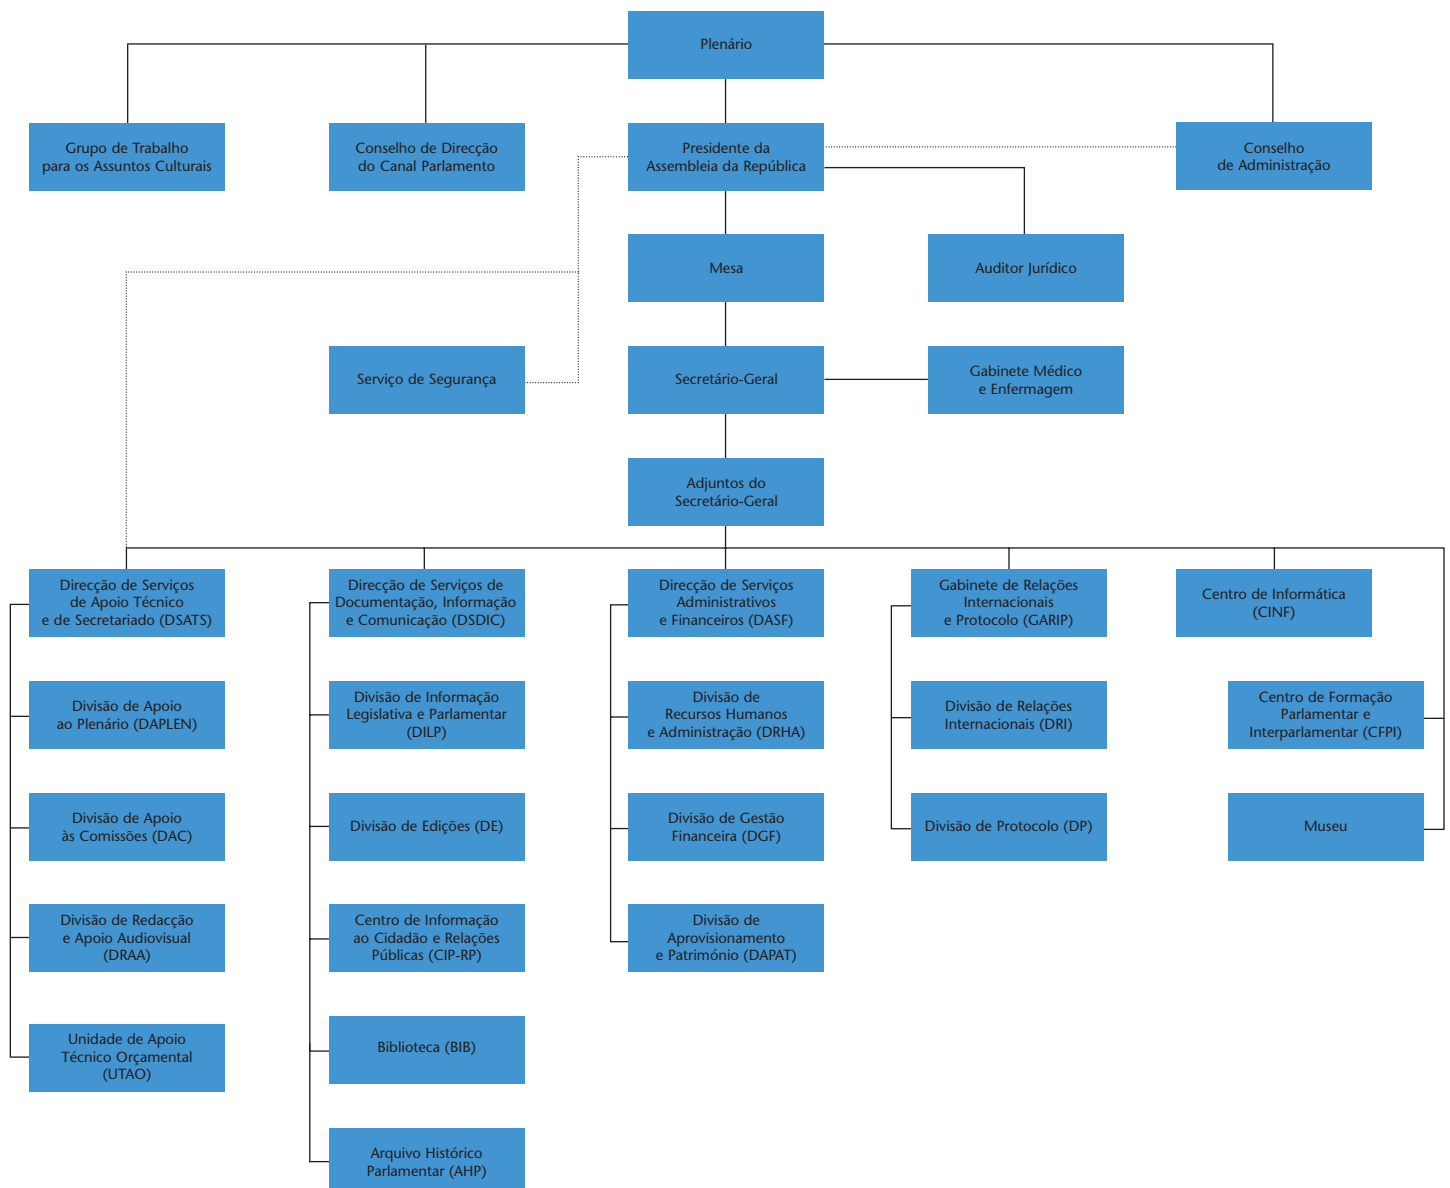 Plenário
Grupo de Trabalho
para os Assuntos Culturais
Conselho de Direcção
do Canal Parlamento
Presidente da
Assembleia da República
Conselho
de Administração
Mesa
Auditor Jurídico
Serviço de Segurança
Secretário-Geral
Gabinete Médico
e Enfermagem
Adjuntos do
Secretário-Geral
Direcção de Serviços
de Apoio Técnico
e de Secretariado (DSATS)
Direcção de Serviços de
Documentação, Informação
e Comunicação (DSDIC)
Direcção de Serviços
Administrativos
e Financeiros (DASF)
Gabinete de Relações
Internacionais
e Protocolo (GARIP)
Centro de Informática
(CINF)
Divisão de Apoio
ao Plenário (DAPLEN)
Divisão de Informação
Legislativa e Parlamentar
(DILP)
Divisão de
Recursos Humanos
e Administração (DRHA)
Divisão de Relações
Internacionais (DRI)
Centro de Formação
Parlamentar e
Interparlamentar (CFPI)
Divisão de Apoio
às Comissões (DAC)
Divisão de Edições (DE)
Divisão de Gestão
Financeira (DGF)
Divisão de Protocolo (DP)
Museu
Divisão de Redacção
e Apoio Audiovisual
(DRAA)
Centro de Informação
ao Cidadão e Relações
Públicas (CIP-RP)
Divisão de
Aprovisionamento
e Património (DAPAT)
Unidade de Apoio
Técnico Orçamental
(UTAO)
Biblioteca (BIB)
Arquivo Histórico
Parlamentar (AHP)